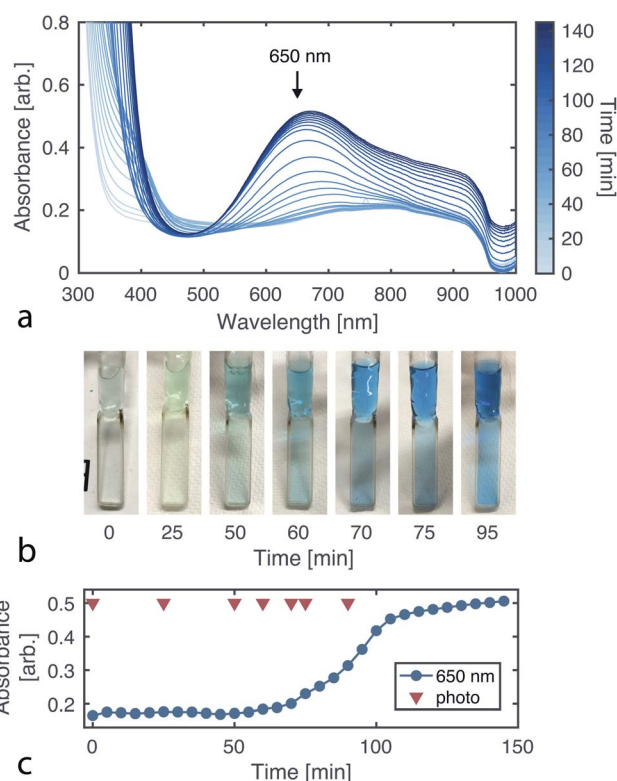 0.8
0.6
0.4
0.2
0
Absorbance [arb.]
650 nm
300 400 500 600 700 800 900 1000
Wavelength [nm]
140
120
100
80
60
40
20
0
Time [min]
a
0 25 50 60 70 75 95
Time [min]
b
0.5
0.4
0.3
0.2
Absorbance
[arb.]
650 nm
photo
0 50 100 150
Time [min]
c